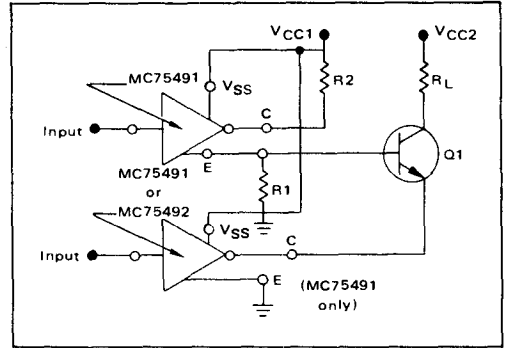 VCC1
VCC2
MC75491
VSS
R2
RL
C
Input
E
Q1
MC75491
or
MC75492
R1
VSS
C
Input
E
(MC75491
only)